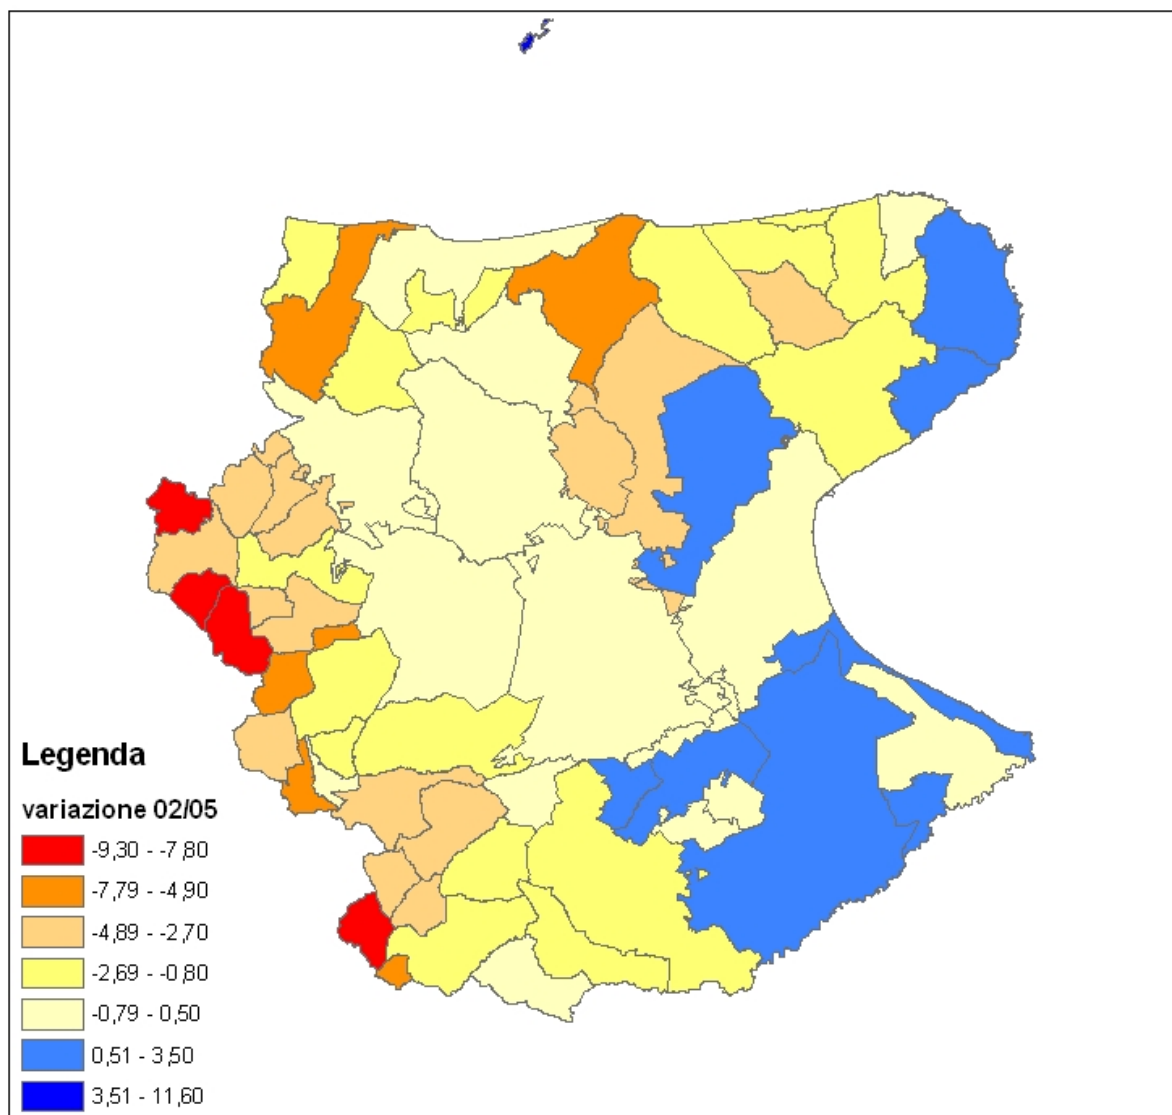 Legenda
variazione 02/05
-9,30 - -7,80
-7,79 - -4,90
-4,89 - -2,70
-2,69 - -0,80
-0,79 - 0,50
0,51 - 3,50
3,51 - 11,60